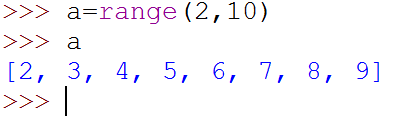 >>> a=range(2,10)
>>> a
[2, 3, 4, 5, 6, 7, 8, 9]
>>>